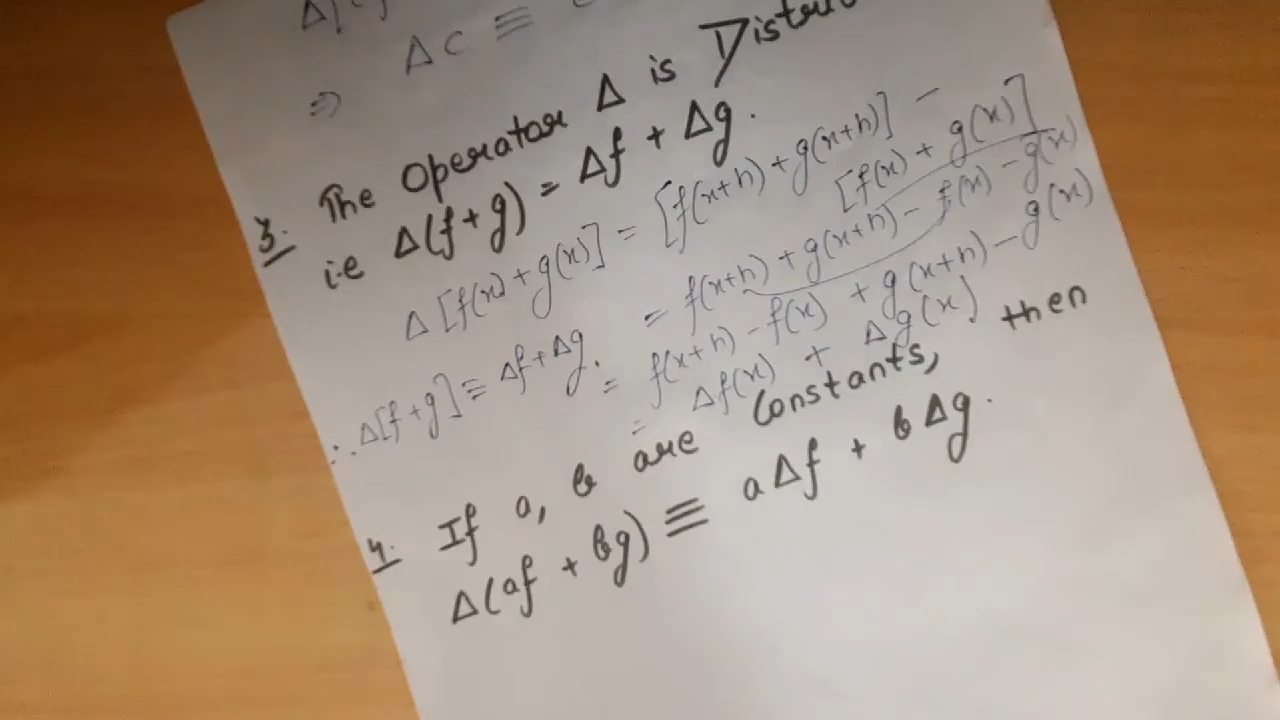 Δc ≡
⇒
3. The Operator Δ is
i.e Δ(f+g) = Δf + Δg.
Δ[f(x)+g(x)] = [f(x+h)+g(x+h)] -
[f(x) + g(x)]
= f(x+h) + g(x+h) - f(x) - g(x)
= f(x+h) - f(x) + g(x+h) - g(x)
= Δf(x) + Δg(x)
∴ Δ[f+g] ≡ Δf+Δg.
4. If a, b are Constants, then
Δ(af + bg) ≡ aΔf + bΔg.